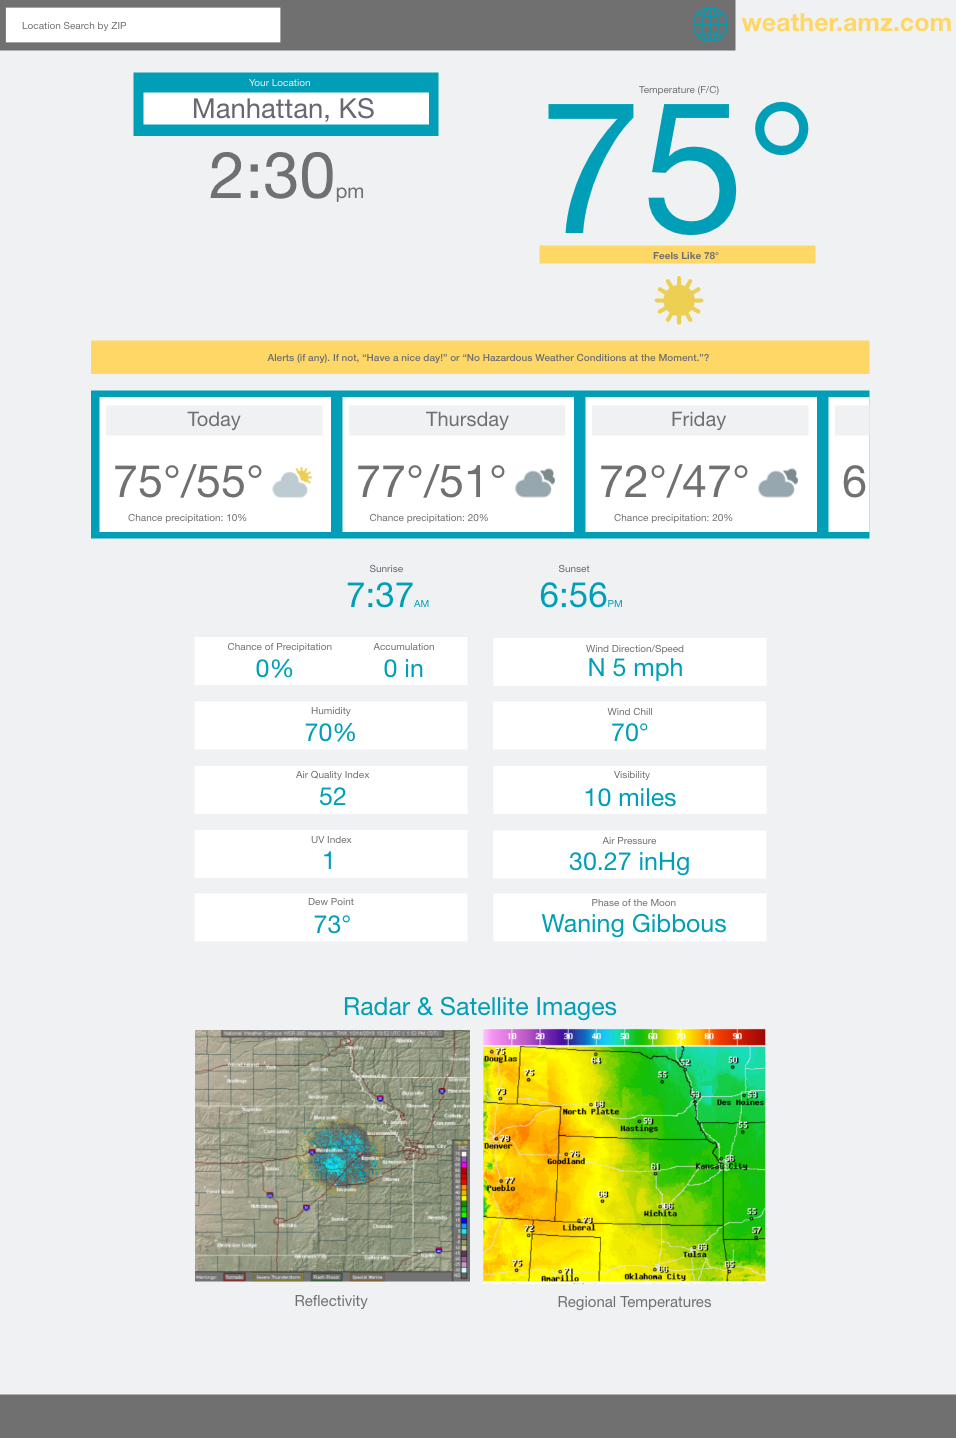 Location Search by ZIP
weather.amz.com
Your Location
Manhattan, KS
2:30pm
Temperature (F/C)
75°
Feels Like 78°
Alerts (if any). If not, “Have a nice day!” or “No Hazardous Weather Conditions at the Moment.”?
Today
75°/55°
Chance precipitation: 10%
Thursday
77°/51°
Chance precipitation: 20%
Friday
72°/47°
Chance precipitation: 20%
6
Sunrise
7:37AM
Sunset
6:56PM
Chance of Precipitation
0%
Accumulation
0 in
Wind Direction/Speed
N 5 mph
Humidity
70%
Wind Chill
70°
Air Quality Index
52
Visibility
10 miles
UV Index
1
Air Pressure
30.27 inHg
Dew Point
73°
Phase of the Moon
Waning Gibbous
Radar & Satellite Images
10 20 30 40 50 60 70 80 90
75
Douglas
64
52
50
75
55
73
53
53
Des Moines
68
North Platte
59
Hastings
55
78
Denver
76
Goodland
58
Kansas City
61
77
Pueblo
68
66
Wichita
55
73
Liberal
72
57
63
Tulsa
75
71
Amarillo
66
Oklahoma City
65
Reflectivity
Regional Temperatures